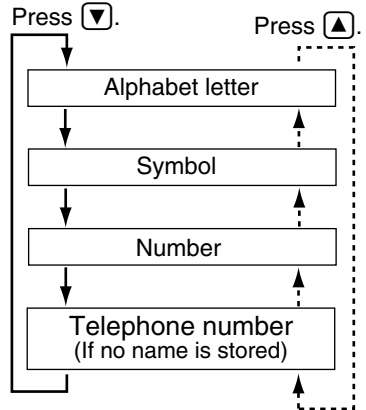 Press ▼.
Press ▲.
Alphabet letter
Symbol
Number
Telephone number
(If no name is stored)